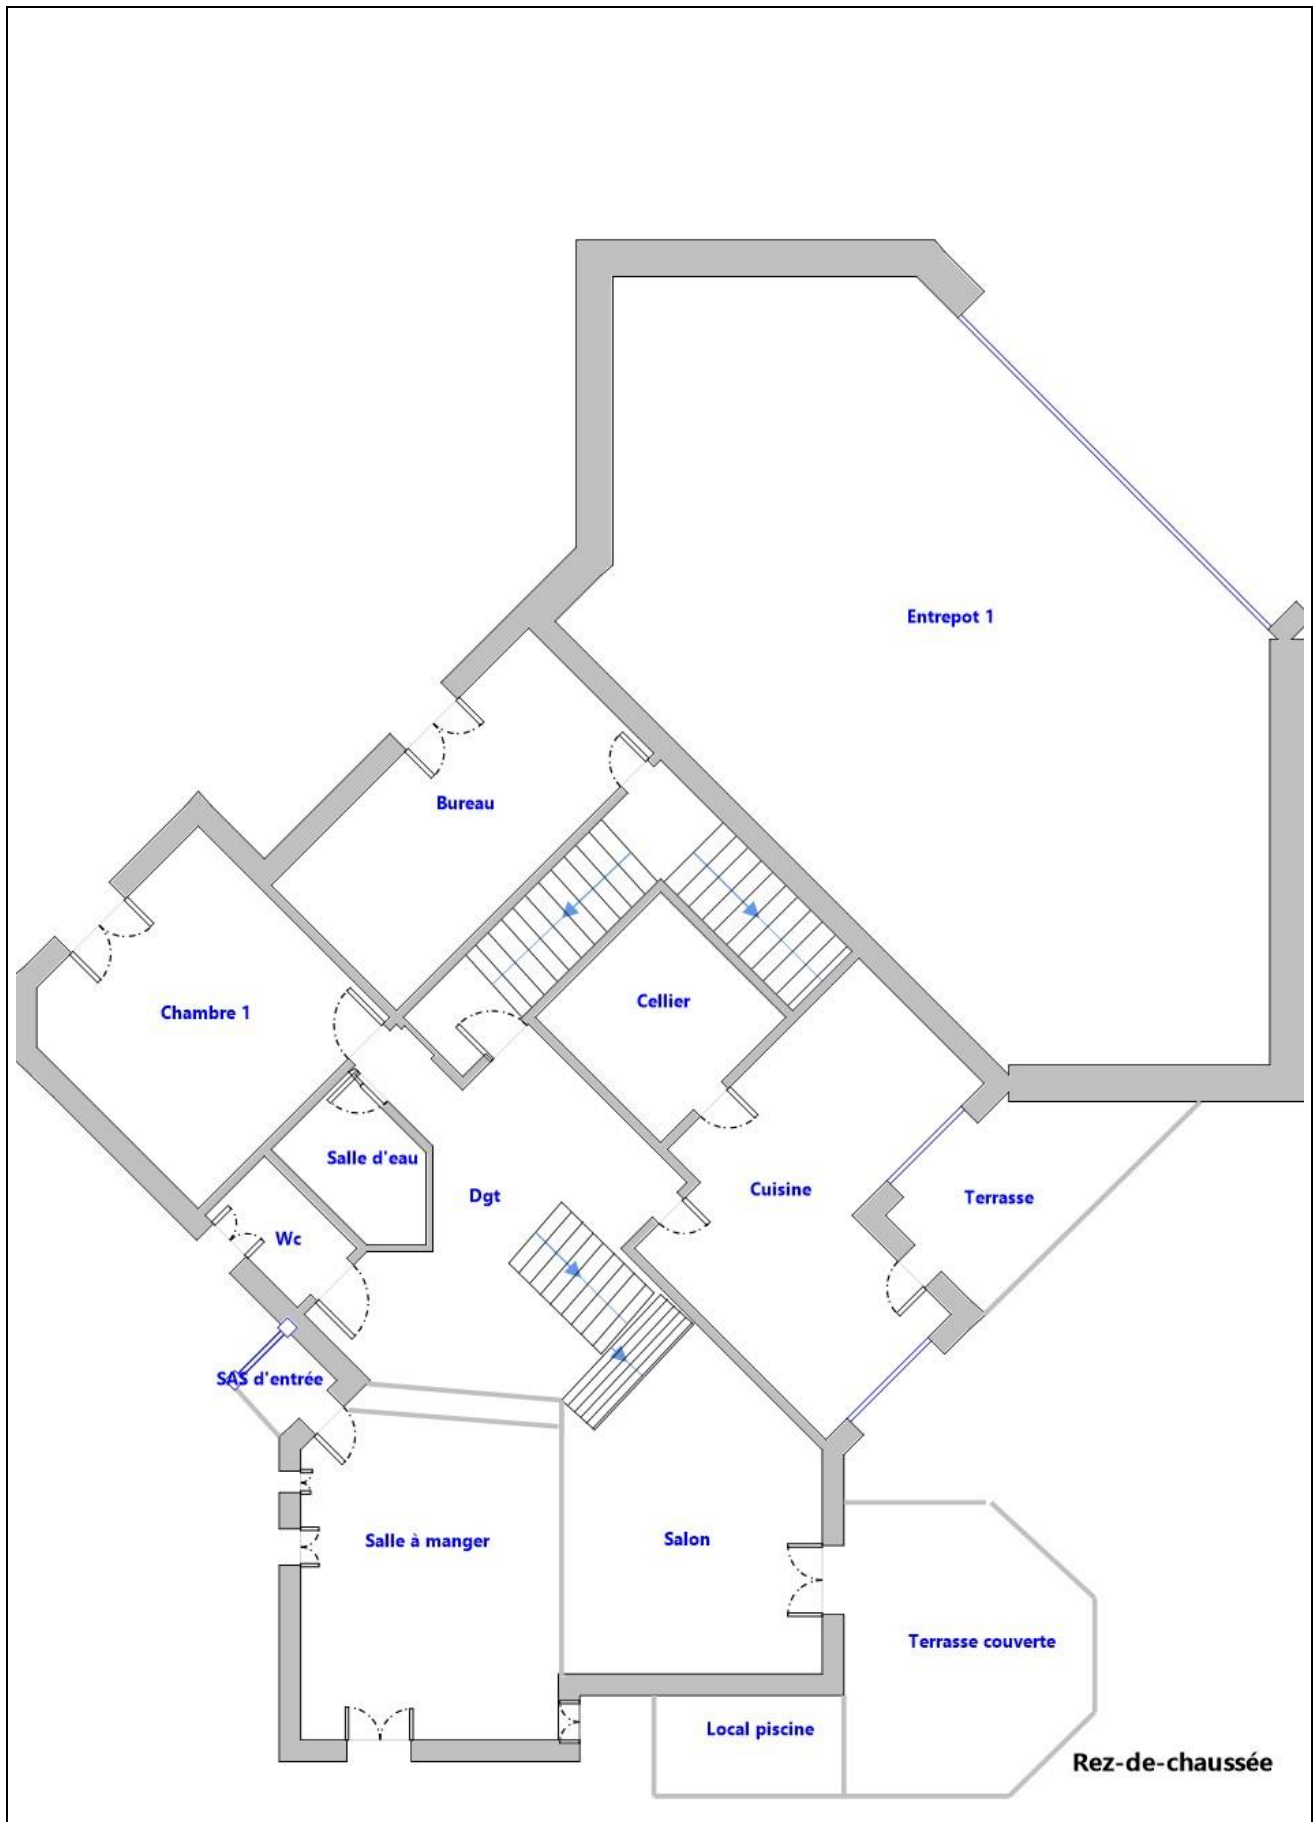 Entrepot 1
Bureau
Cellier
Chambre 1
Salle d'eau
Cuisine
Dgt
Terrasse
Wc
SAS d'entrée
Salle à manger
Salon
Terrasse couverte
Local piscine
Rez-de-chaussée